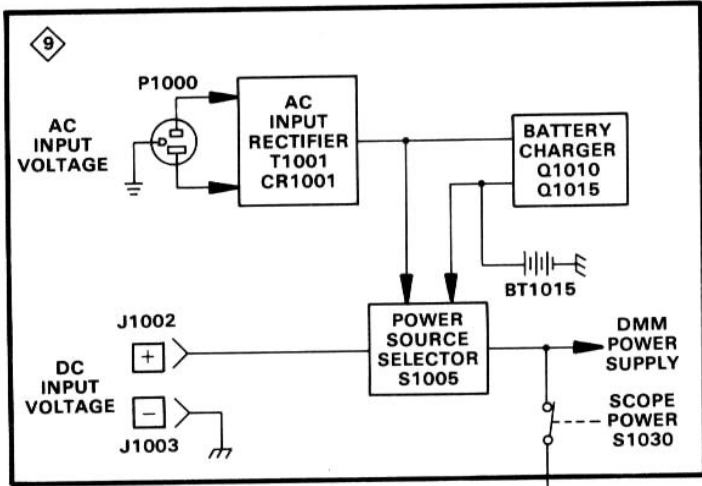 9
P1000
AC
INPUT
VOLTAGE
AC
INPUT
RECTIFIER
T1001
CR1001
BATTERY
CHARGER
Q1010
Q1015
BT1015
J1002
+
DC
INPUT
VOLTAGE
−
J1003
POWER
SOURCE
SELECTOR
S1005
DMM
POWER
SUPPLY
SCOPE
POWER
S1030